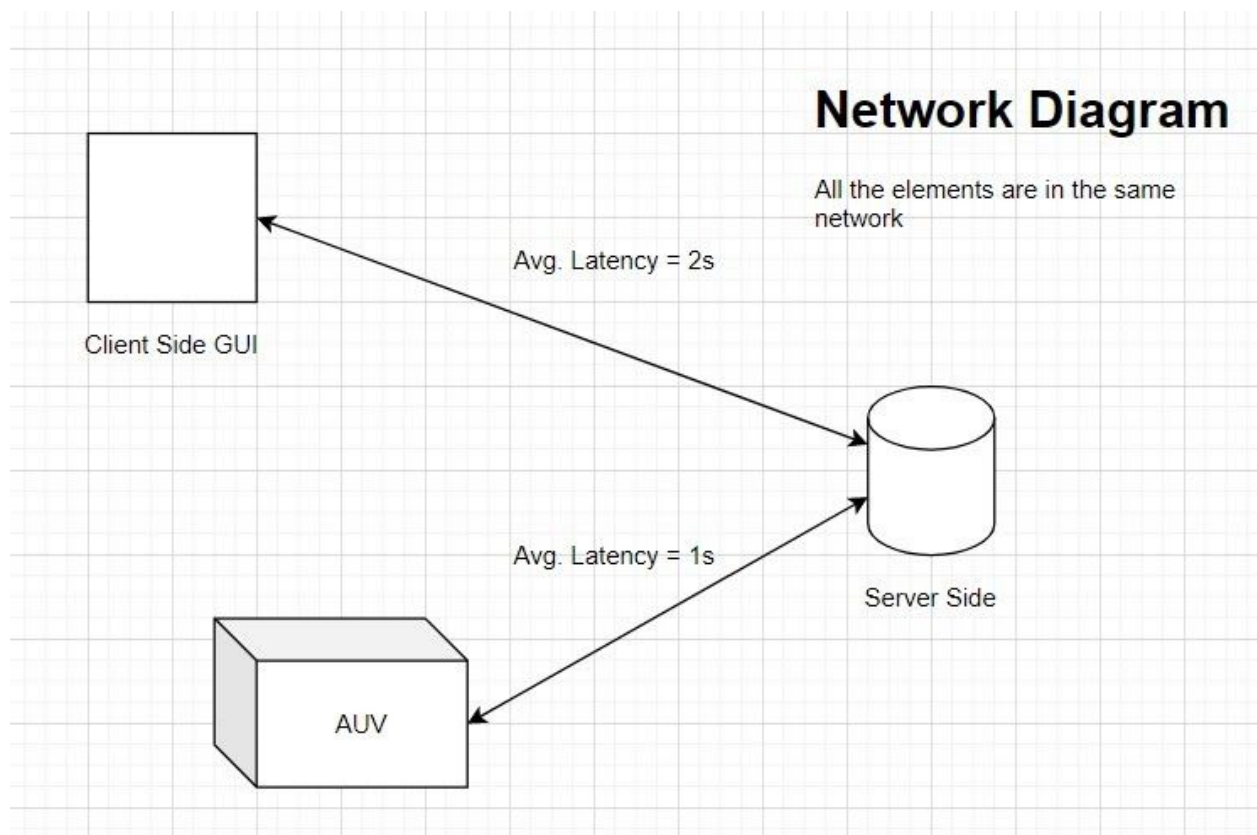 Network Diagram
All the elements are in the same
network
Avg. Latency = 2s
Client Side GUI
Avg. Latency = 1s
Server Side
AUV